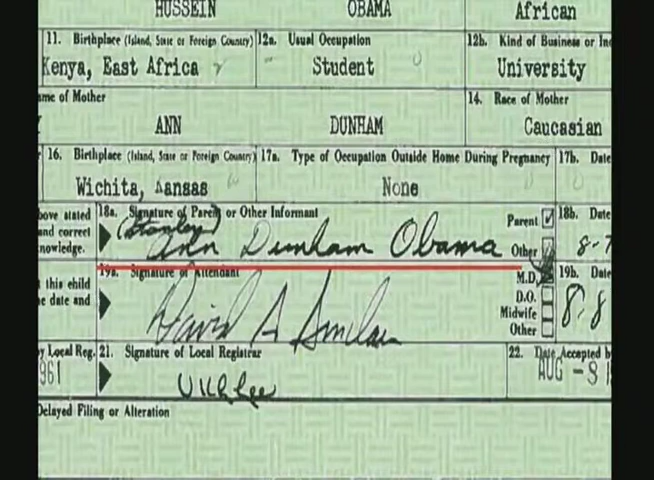 HUSSEIN OBAMA African
11. Birthplace (Island, State or Foreign Country) 12a. Usual Occupation 12b. Kind of Business or
Kenya, East Africa Student University
me of Mother 14. Race of Mother
ANN DUNHAM Caucasian
16. Birthplace (Island, State or Foreign Country) 17a. Type of Occupation Outside Home During Pregnancy 17b. Date
Wichita, Kansas None
bove stated 18a. Signature of Parent or Other Informant Parent 18b. Date
and correct (Stanley)
nowledge. Ann Dunham Obama Other 8-7
19a. Signature of Attendant M.D. 19b. Date
this child David A Sinclair D.O. 8-8
e date and Midwife
Other
y Local Reg. 21. Signature of Local Registrar 22. Date Accepted b
961 UKLee AUG -8 1
Delayed Filing or Alteration